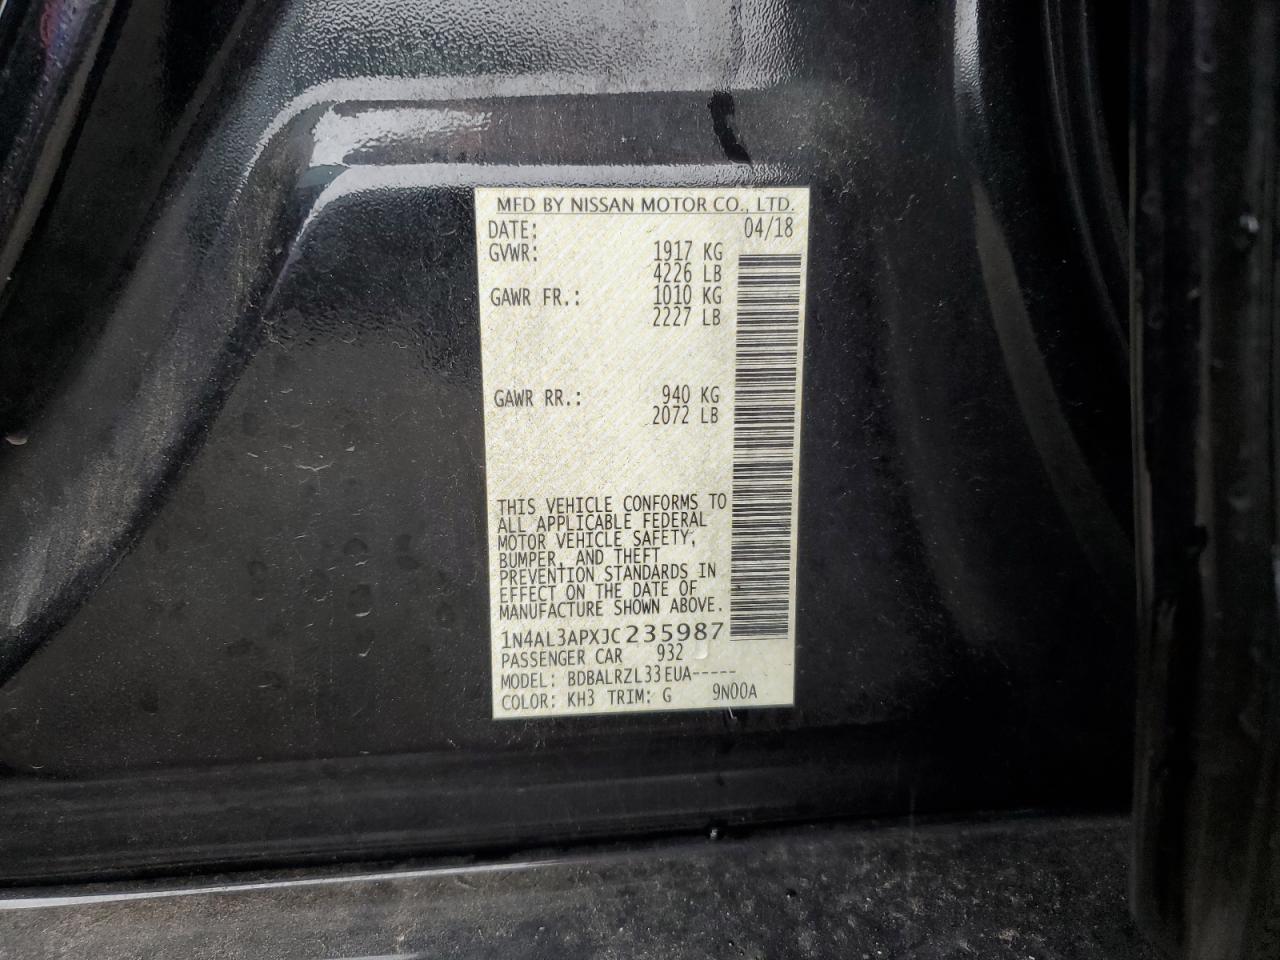 MFD BY NISSAN MOTOR CO., LTD.
DATE: 04/18
GVWR: 1917 KG
4226 LB
GAWR FR.: 1010 KG
2227 LB
GAWR RR.: 940 KG
2072 LB
THIS VEHICLE CONFORMS TO
ALL APPLICABLE FEDERAL
MOTOR VEHICLE SAFETY,
BUMPER, AND THEFT
PREVENTION STANDARDS IN
EFFECT ON THE DATE OF
MANUFACTURE SHOWN ABOVE.
1N4AL3APXJC235987
PASSENGER CAR 932
MODEL: BDBALRZL33EUA-----
COLOR: KH3 TRIM: G 9N00A